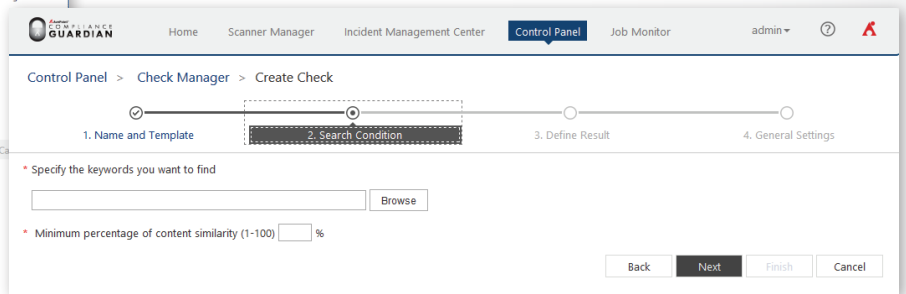 AvePoint
COMPLIANCE
GUARDIAN
Home Scanner Manager Incident Management Center Control Panel Job Monitor admin ?
Control Panel > Check Manager > Create Check
1. Name and Template 2. Search Condition 3. Define Result 4. General Settings
* Specify the keywords you want to find
Browse
* Minimum percentage of content similarity (1-100) %
Back Next Finish Cancel